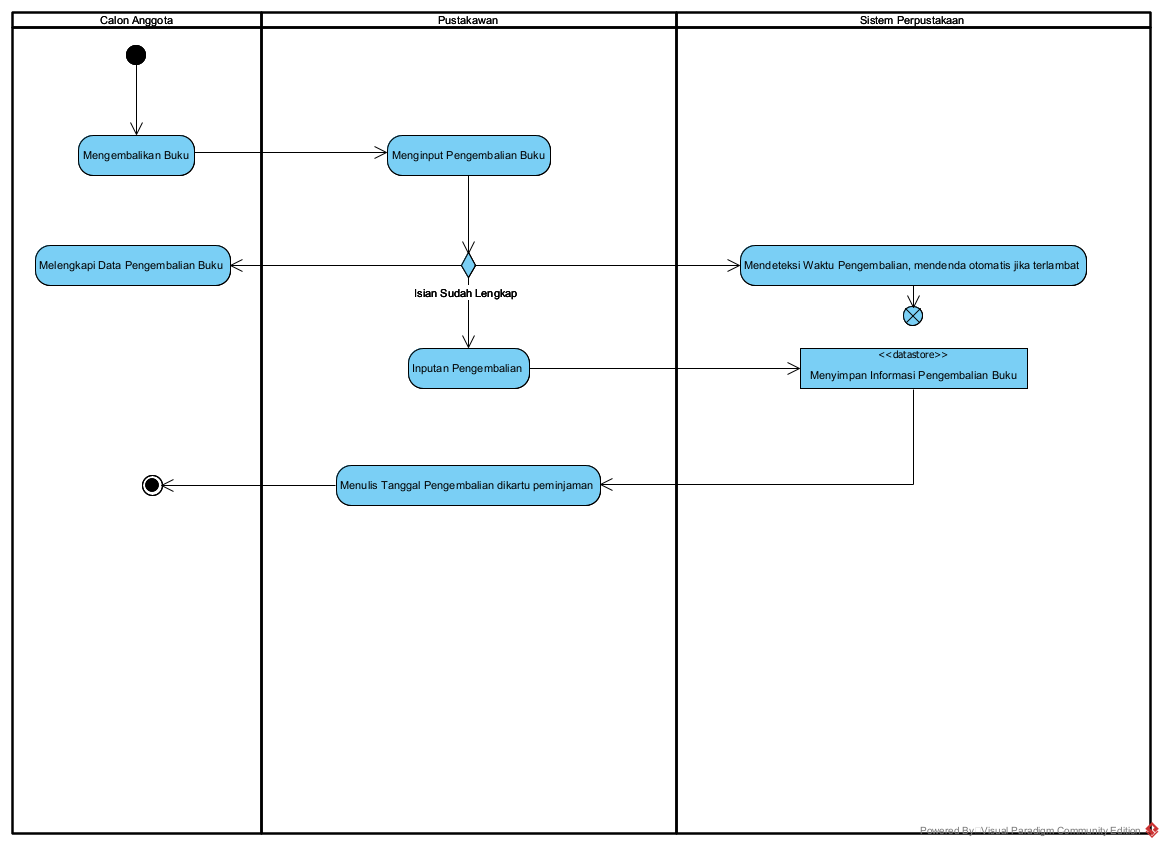 Calon Anggota
Pustakawan
Sistem Perpustakaan
Mengembalikan Buku
Menginput Pengembalian Buku
Melengkapi Data Pengembalian Buku
Mendeteksi Waktu Pengembalian, mendenda otomatis jika terlambat
Isian Sudah Lengkap
Inputan Pengembalian
<<datastore>>
Menyimpan Informasi Pengembalian Buku
Menulis Tanggal Pengembalian dikartu peminjaman
Powered By: Visual Paradigm Community Edition